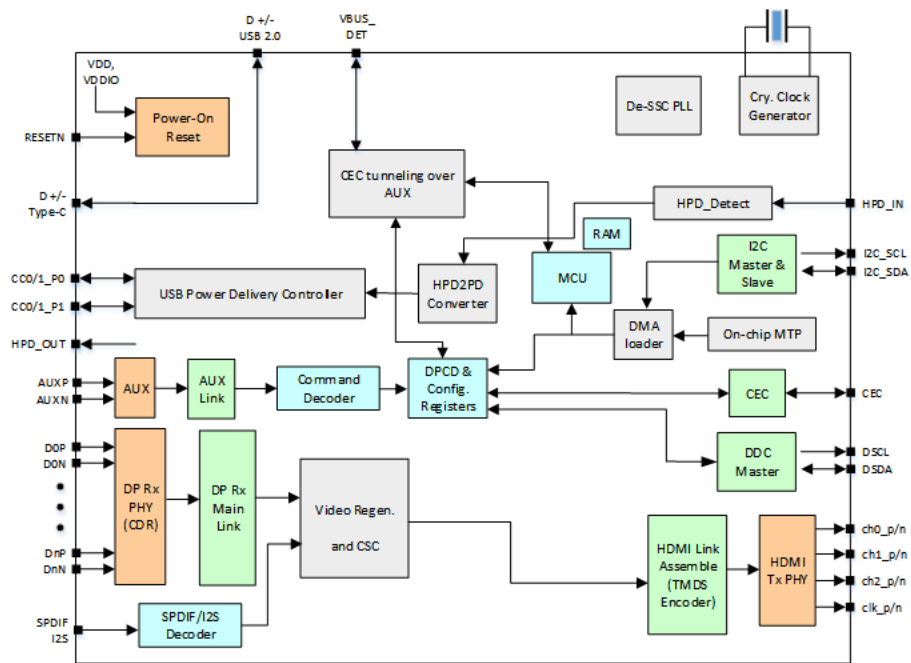 D +/-
USB 2.0
VBUS_
DET
VDD,
VDDIO
Power-On
Reset
RESETN
De-SSC PLL
Cry. Clock
Generator
CEC tunneling over
AUX
D +/-
Type-C
HPD_Detect
HPD_IN
RAM
I2C
Master &
Slave
I2C_SCL
I2C_SDA
CC0/1_P0
CC0/1_P1
USB Power Delivery Controller
HPD2PD
Converter
MCU
DMA
loader
On-chip MTP
HPD_OUT
AUXP
AUXN
AUX
AUX
Link
Command
Decoder
DPCD &
Config.
Registers
CEC
CEC
D0P
D0N
DnP
DnN
DP Rx
PHY
(CDR)
DP Rx
Main
Link
Video Regen.
and CSC
DDC
Master
DSCL
DSDA
HDMI Link
Assemble
(TMDS
Encoder)
HDMI
Tx PHY
ch0_p/n
ch1_p/n
ch2_p/n
clk_p/n
SPDIF
I2S
SPDIF/I2S
Decoder